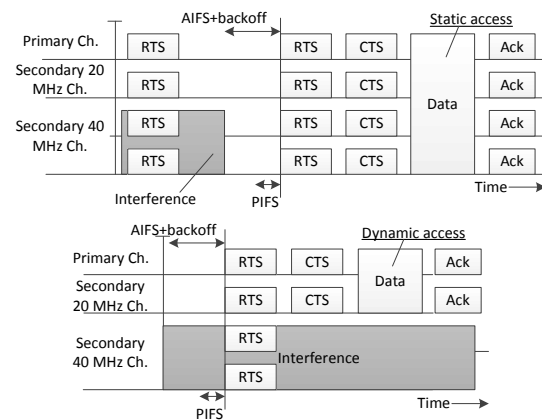 AIFS+backoff
Static access
Primary Ch.
RTS
RTS
CTS
Ack
Secondary 20
MHz Ch.
RTS
RTS
CTS
Data
Ack
Secondary 40
MHz Ch.
RTS
RTS
CTS
Ack
RTS
RTS
CTS
Ack
Interference
PIFS
Time
AIFS+backoff
Dynamic access
Primary Ch.
RTS
CTS
Data
Ack
Secondary
20 MHz Ch.
RTS
CTS
Ack
Secondary
40 MHz Ch.
RTS
Interference
RTS
PIFS
Time